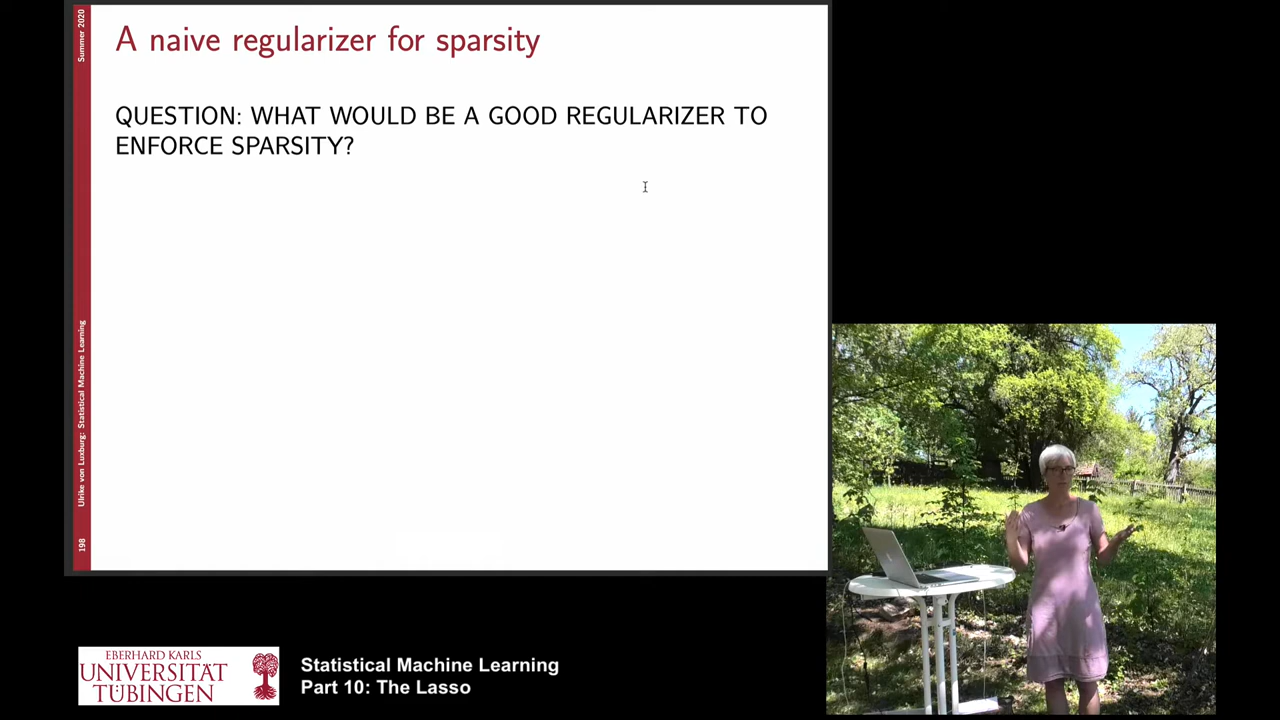 Summer 2020
A naive regularizer for sparsity
QUESTION: WHAT WOULD BE A GOOD REGULARIZER TO
ENFORCE SPARSITY?
Ulrike von Luxburg: Statistical Machine Learning
198
EBERHARD KARLS
UNIVERSITÄT
TÜBINGEN
Statistical Machine Learning
Part 10: The Lasso